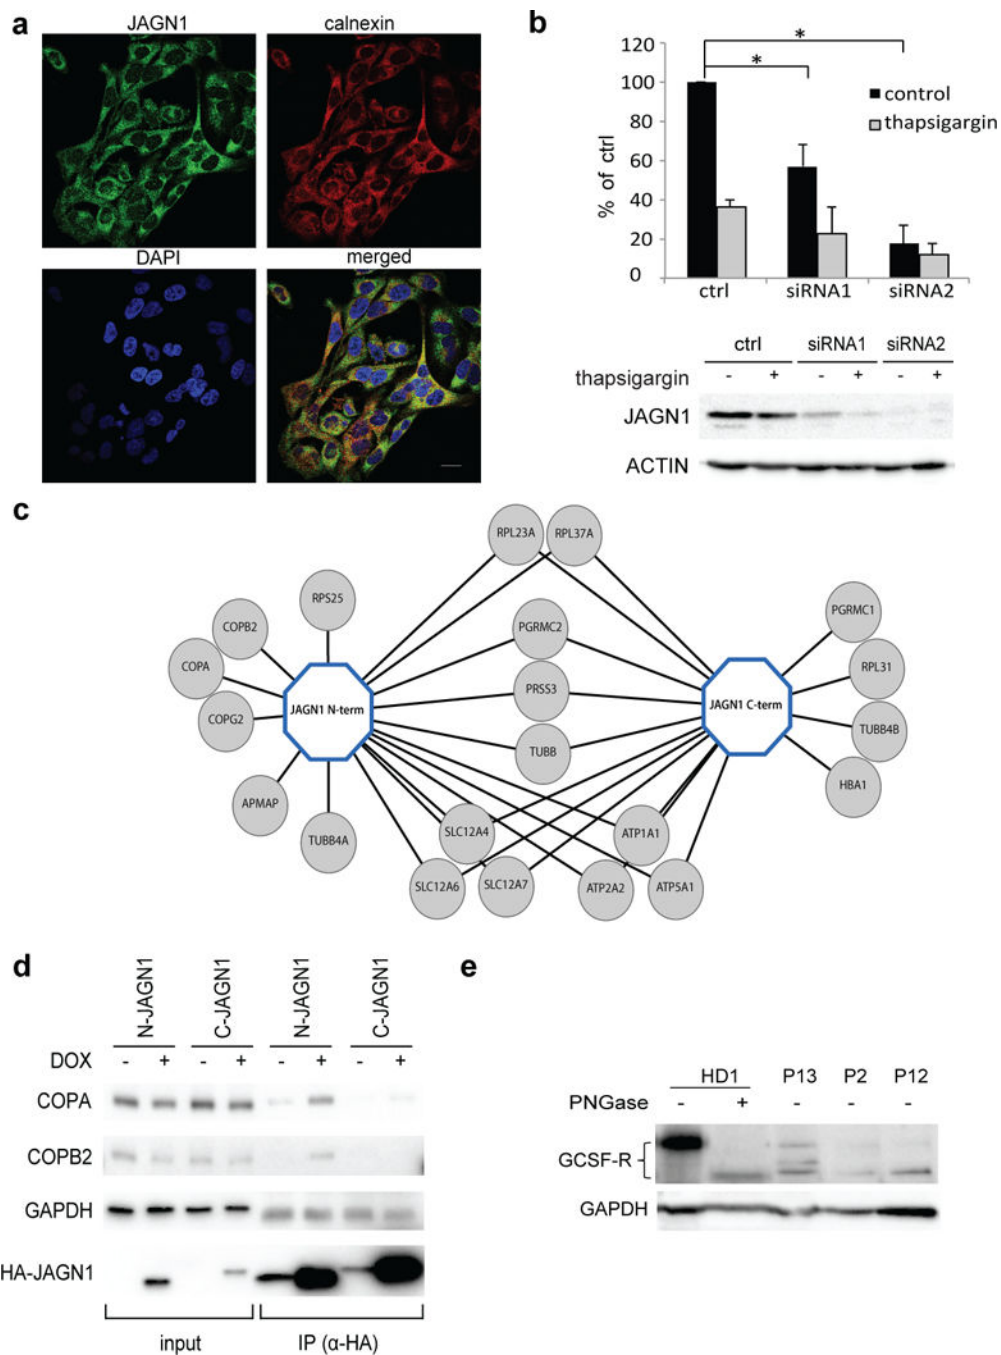 a
JAGN1 calnexin
DAPI merged
b
% of ctrl
120
100
80
60
40
20
0
* *
control
thapsigargin
ctrl siRNA1 siRNA2
ctrl siRNA1 siRNA2
thapsigargin - + - + - +
JAGN1
ACTIN
c
RPL23A RPL37A
RPS25
COPB2
COPA
COPG2
APMAP
TUBB4A
JAGN1 N-term
PGRMC2
PRSS3
TUBB
SLC12A4
SLC12A6
SLC12A7
ATP1A1
ATP2A2
ATP5A1
JAGN1 C-term
PGRMC1
RPL31
TUBB4B
HBA1
d
N-JAGN1 C-JAGN1 N-JAGN1 C-JAGN1
DOX - + - + - + - +
COPA
COPB2
GAPDH
HA-JAGN1
input IP (α-HA)
e
HD1 P13 P2 P12
PNGase - + - - -
GCSF-R
GAPDH